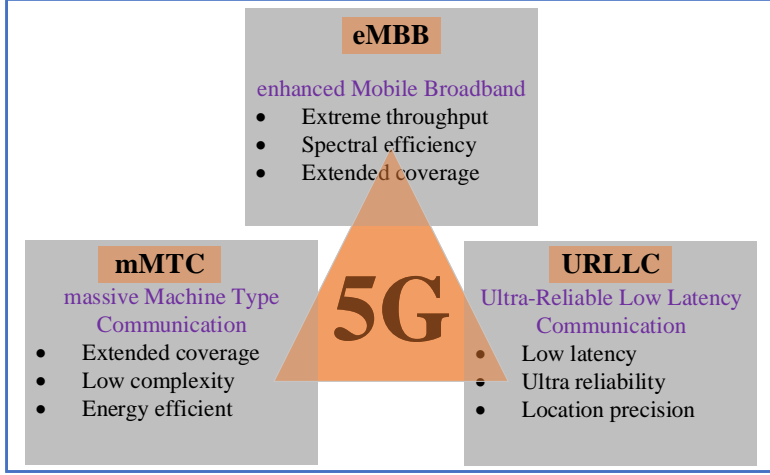 eMBB
enhanced Mobile Broadband
• Extreme throughput
• Spectral efficiency
• Extended coverage
mMTC
massive Machine Type
Communication
• Extended coverage
• Low complexity
• Energy efficient
5G
URLLC
Ultra-Reliable Low Latency
Communication
• Low latency
• Ultra reliability
• Location precision